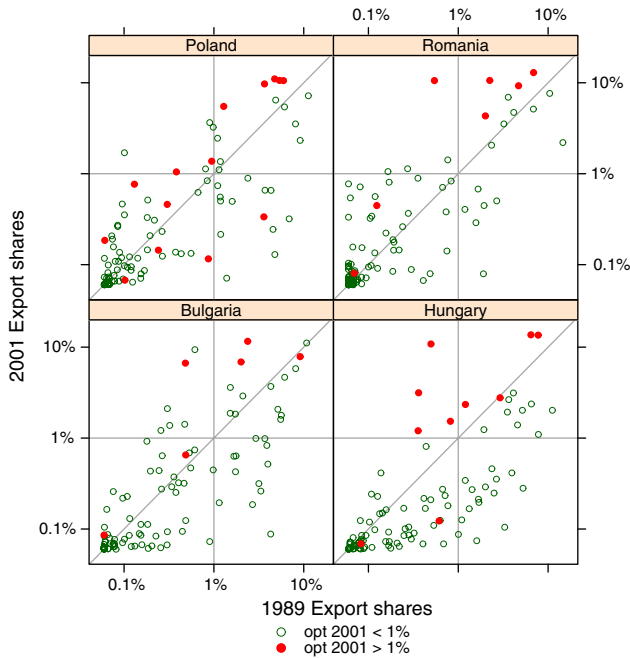 0.1% 1% 10%
Poland Romania
10%
1%
0.1%
2001 Export shares
Bulgaria Hungary
10%
1%
0.1%
0.1% 1% 10%
1989 Export shares
opt 2001 < 1%
opt 2001 > 1%